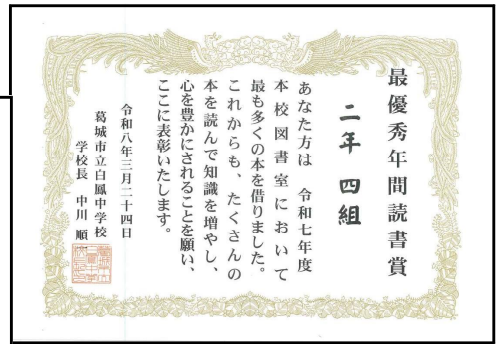 最優秀年間読書賞
二年四組
あなた方は　令和七年度
本校図書室において
最も多くの本を借りました。
これからも、たくさんの
本を読んで知識を増やし、
心を豊かにされることを願い、
ここに表彰いたします。
令和八年三月二十四日
葛城市立白鳳中学校
学校長　中川　順